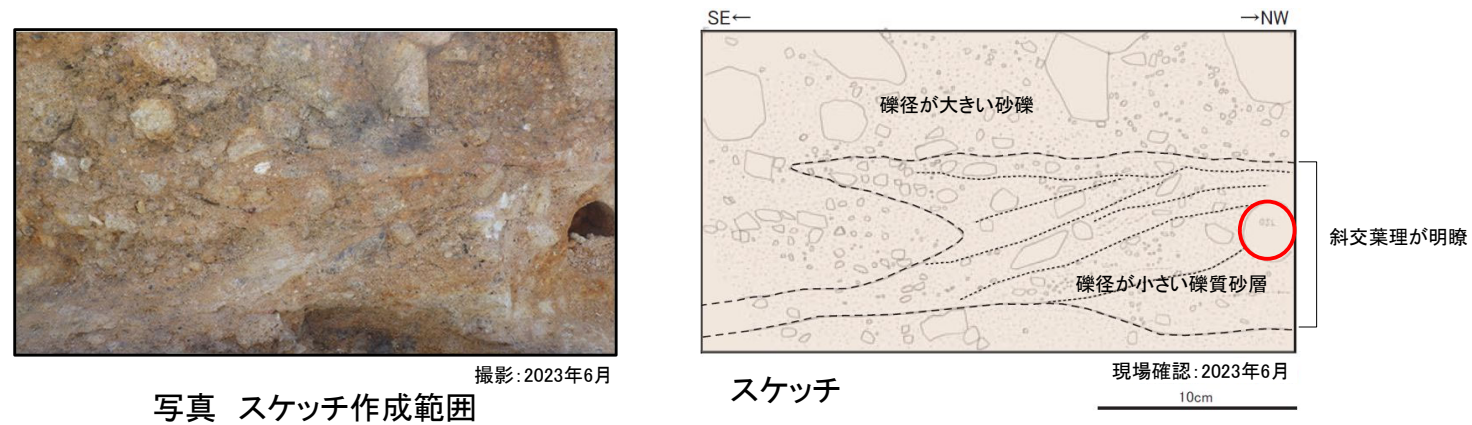 SE←
→NW
礫径が大きい砂礫
斜交葉理が明瞭
礫径が小さい礫質砂層
撮影:2023年6月
現場確認:2023年6月
写真 スケッチ作成範囲
スケッチ
10cm